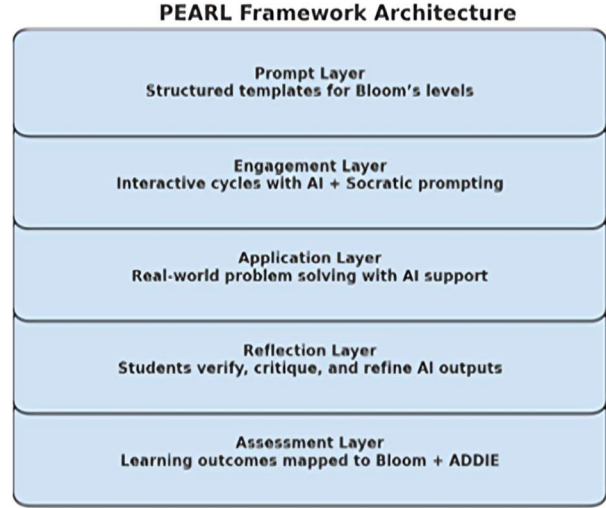 PEARL Framework Architecture
Prompt Layer
Structured templates for Bloom's levels
Engagement Layer
Interactive cycles with AI + Socratic prompting
Application Layer
Real-world problem solving with AI support
Reflection Layer
Students verify, critique, and refine AI outputs
Assessment Layer
Learning outcomes mapped to Bloom + ADDIE